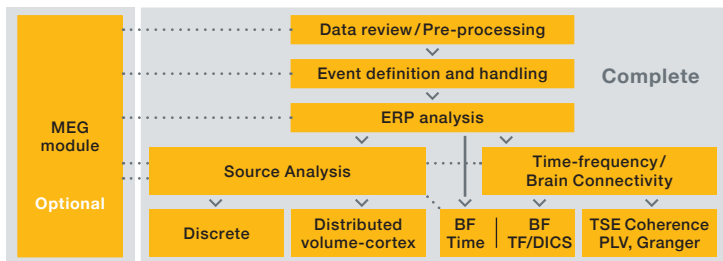 Data review/Pre-processing
Event definition and handling
Complete
ERP analysis
MEG
module
Optional
Source Analysis
Time-frequency/
Brain Connectivity
Discrete
Distributed
volume-cortex
BF
Time
BF
TF/DICS
TSE Coherence
PLV, Granger